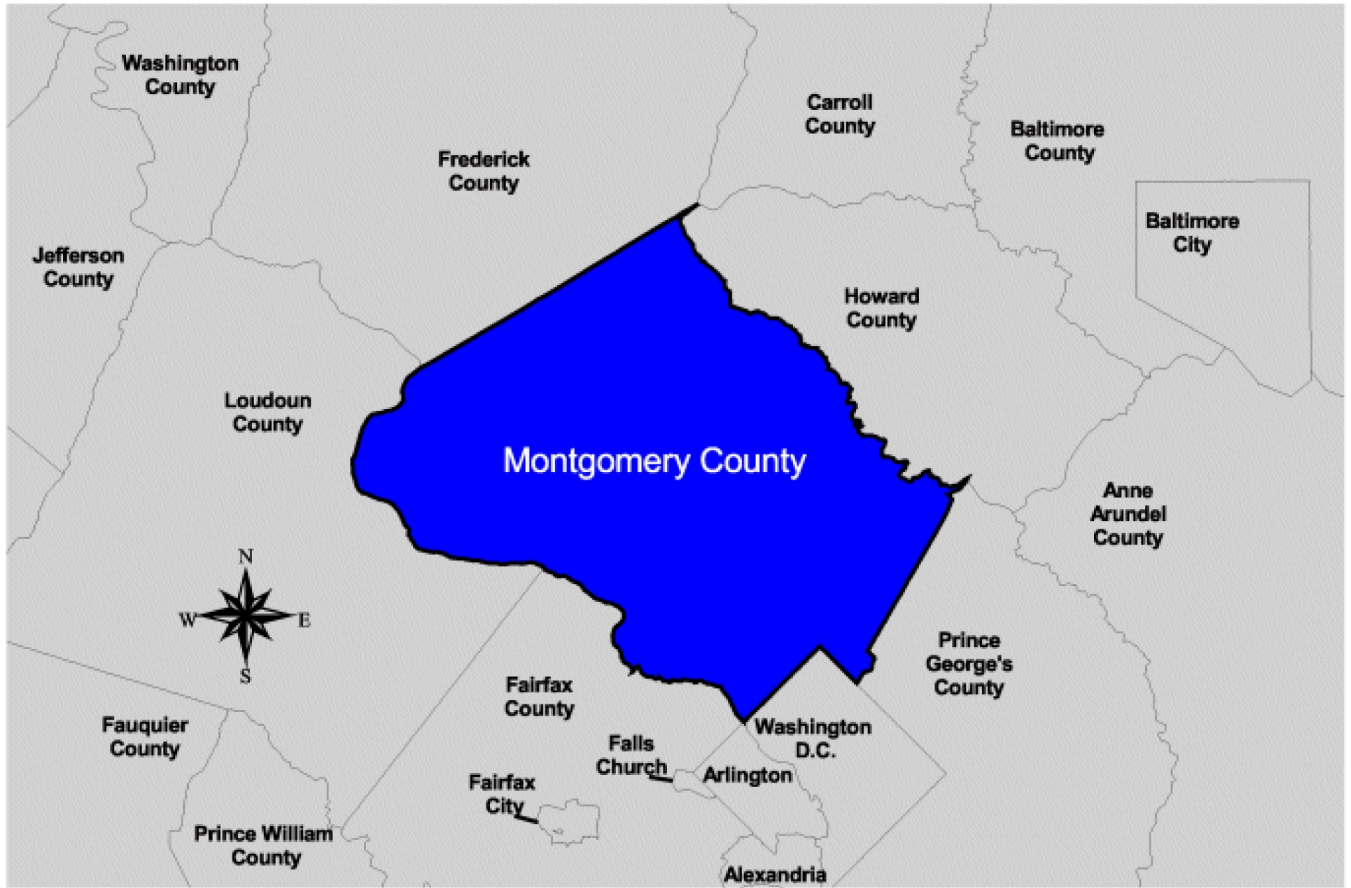 Washington
County
Carroll
County
Baltimore
County
Frederick
County
Baltimore
City
Jefferson
County
Howard
County
Loudoun
County
Montgomery County
Anne
Arundel
County
N
W
E
S
Prince
George's
County
Fairfax
County
Fauquier
County
Washington
D.C.
Falls
Church
Arlington
Fairfax
City
Prince William
County
Alexandria